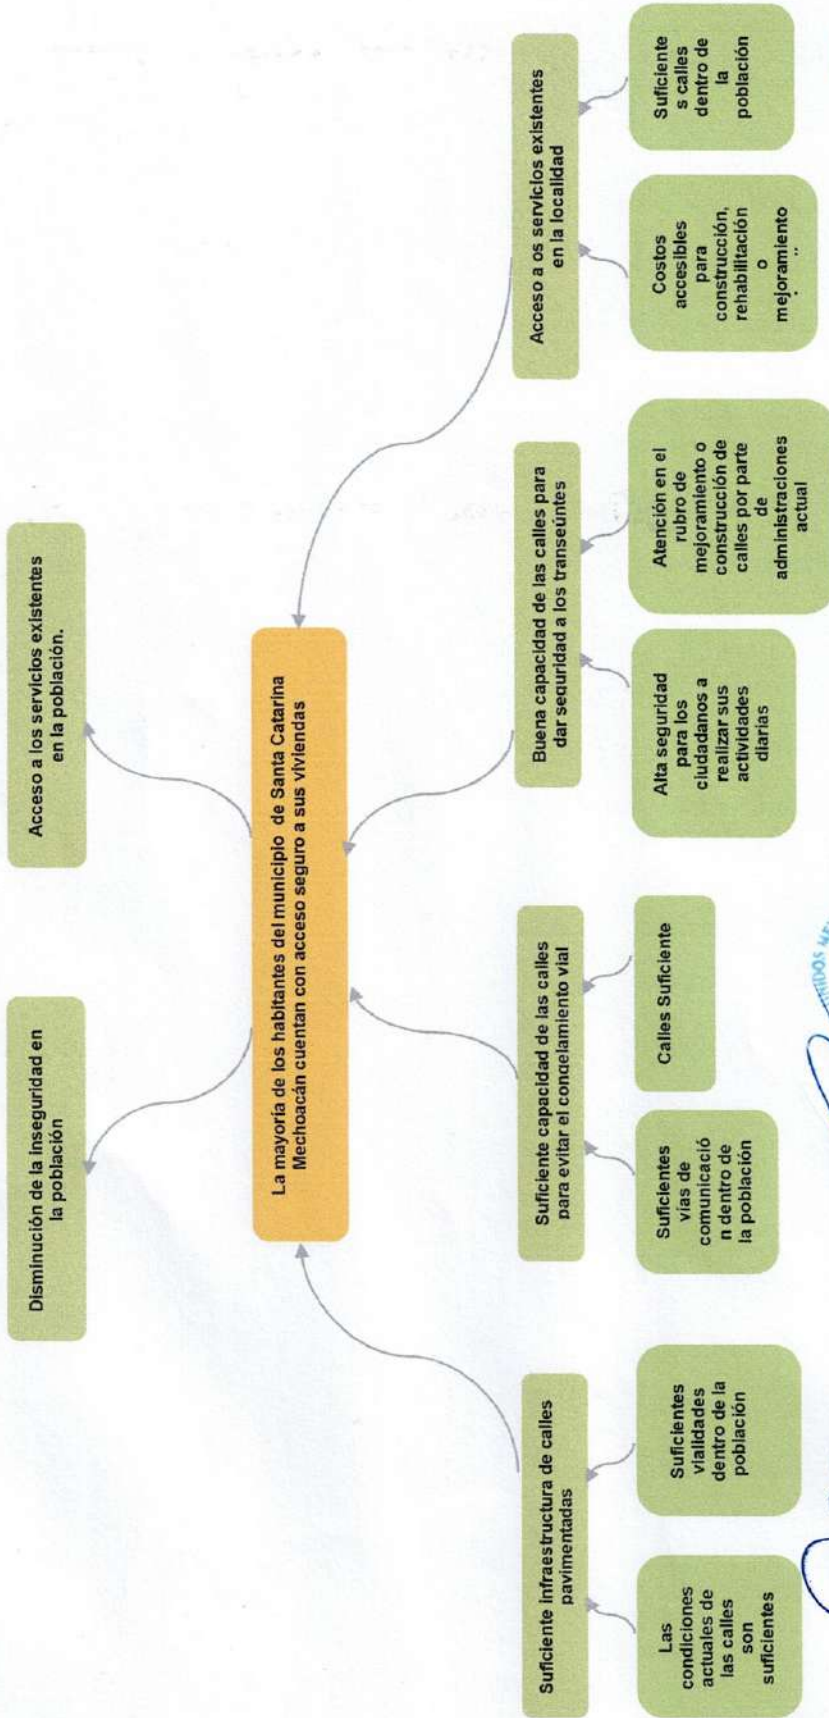 Disminución de la inseguridad en
la población
Acceso a los servicios existentes
en la población.
La mayoría de los habitantes del municipio de Santa Catarina
Mechoacán cuentan con acceso seguro a sus viviendas
Suficiente infraestructura de calles
pavimentadas
Suficiente capacidad de las calles
para evitar el congelamiento vial
Buena capacidad de las calles para
dar seguridad a los transeúntes
Acceso a os servicios existentes
en la localidad
Las
condiciones
actuales de
las calles
son
suficientes
Suficientes
vialidades
dentro de la
población
Suficientes
vías de
comunicació
n dentro de
la población
Calles Suficiente
Alta seguridad
para los
ciudadanos a
realizar sus
actividades
diarias
Atención en el
rubro de
mejoramiento o
construcción de
calles por parte
de
administraciones
actual
Costos
accesibles
para
construcción,
rehabilitación
o
mejoramiento
Suficiente
s calles
dentro de
la
población